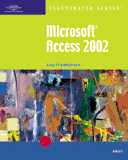 ILLUSTRATED SERIES
Microsoft®
Access 2002
BRIEF